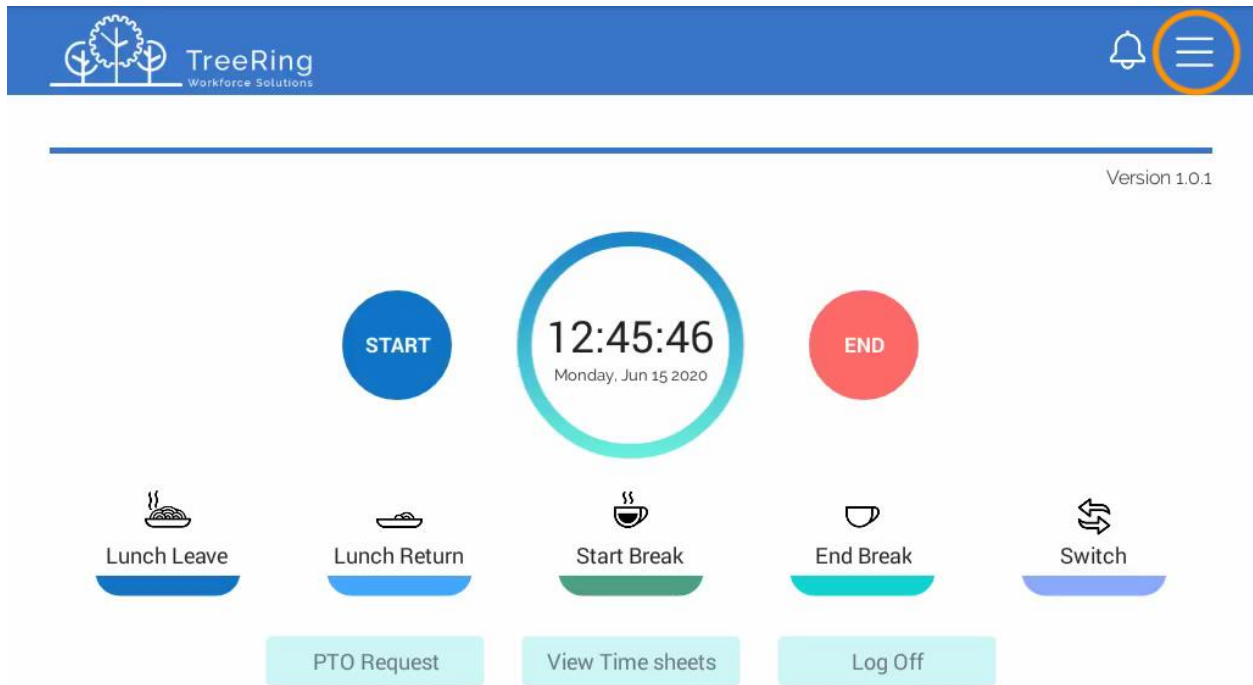 TreeRing
Workforce Solutions
Version 1.0.1
START
12:45:46
Monday, Jun 15 2020
END
Lunch Leave
Lunch Return
Start Break
End Break
Switch
PTO Request
View Time sheets
Log Off